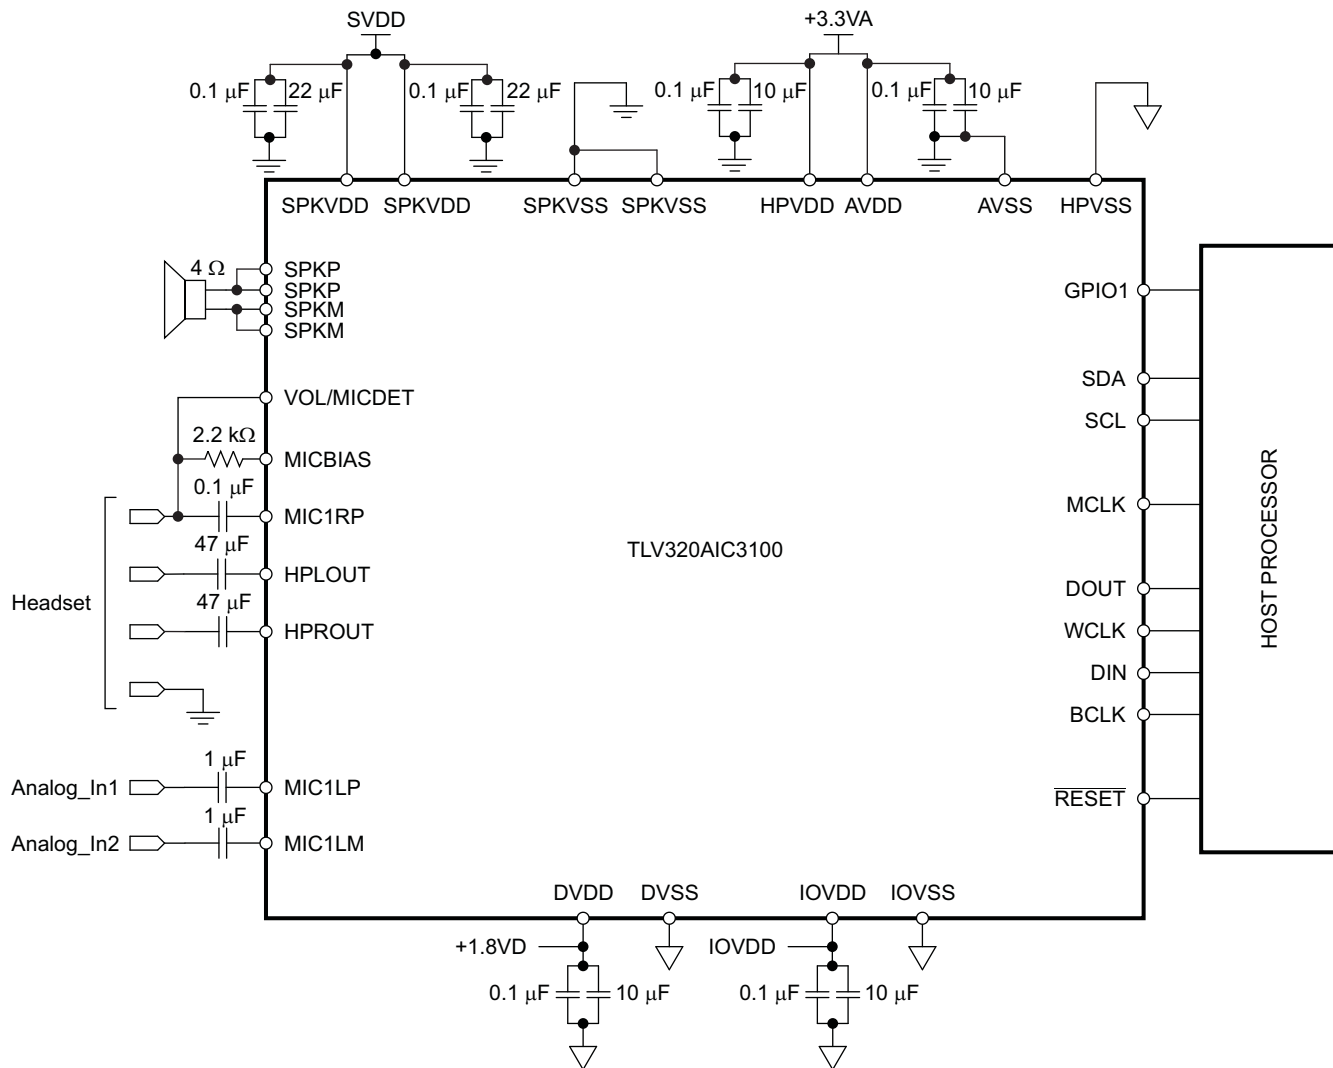 SVDD
+3.3VA
0.1 μF
22 μF
0.1 μF
22 μF
0.1 μF
10 μF
0.1 μF
10 μF
SPKVDD
SPKVDD
SPKVSS
SPKVSS
HPVDD
AVDD
AVSS
HPVSS
4 Ω
SPKP
SPKP
SPKM
SPKM
VOL/MICDET
2.2 kΩ
MICBIAS
0.1 μF
MIC1RP
47 μF
HPLOUT
47 μF
Headset
HPROUT
1 μF
Analog_In1
MIC1LP
1 μF
Analog_In2
MIC1LM
TLV320AIC3100
GPIO1
SDA
SCL
MCLK
DOUT
WCLK
DIN
BCLK
RESET
HOST PROCESSOR
DVDD
DVSS
IOVDD
IOVSS
+1.8VD
IOVDD
0.1 μF
10 μF
0.1 μF
10 μF